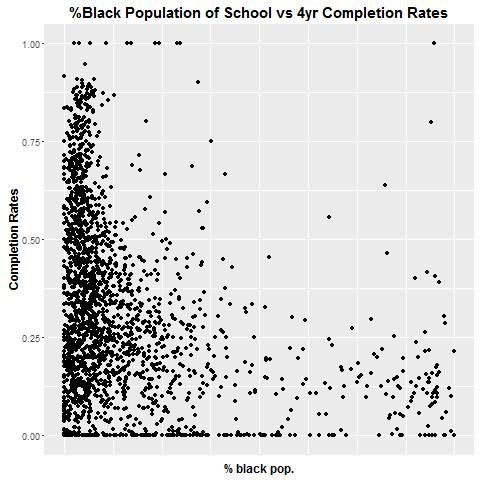 %Black Population of School vs 4yr Completion Rates
1.00
0.75
0.50
0.25
0.00
Completion Rates
% black pop.